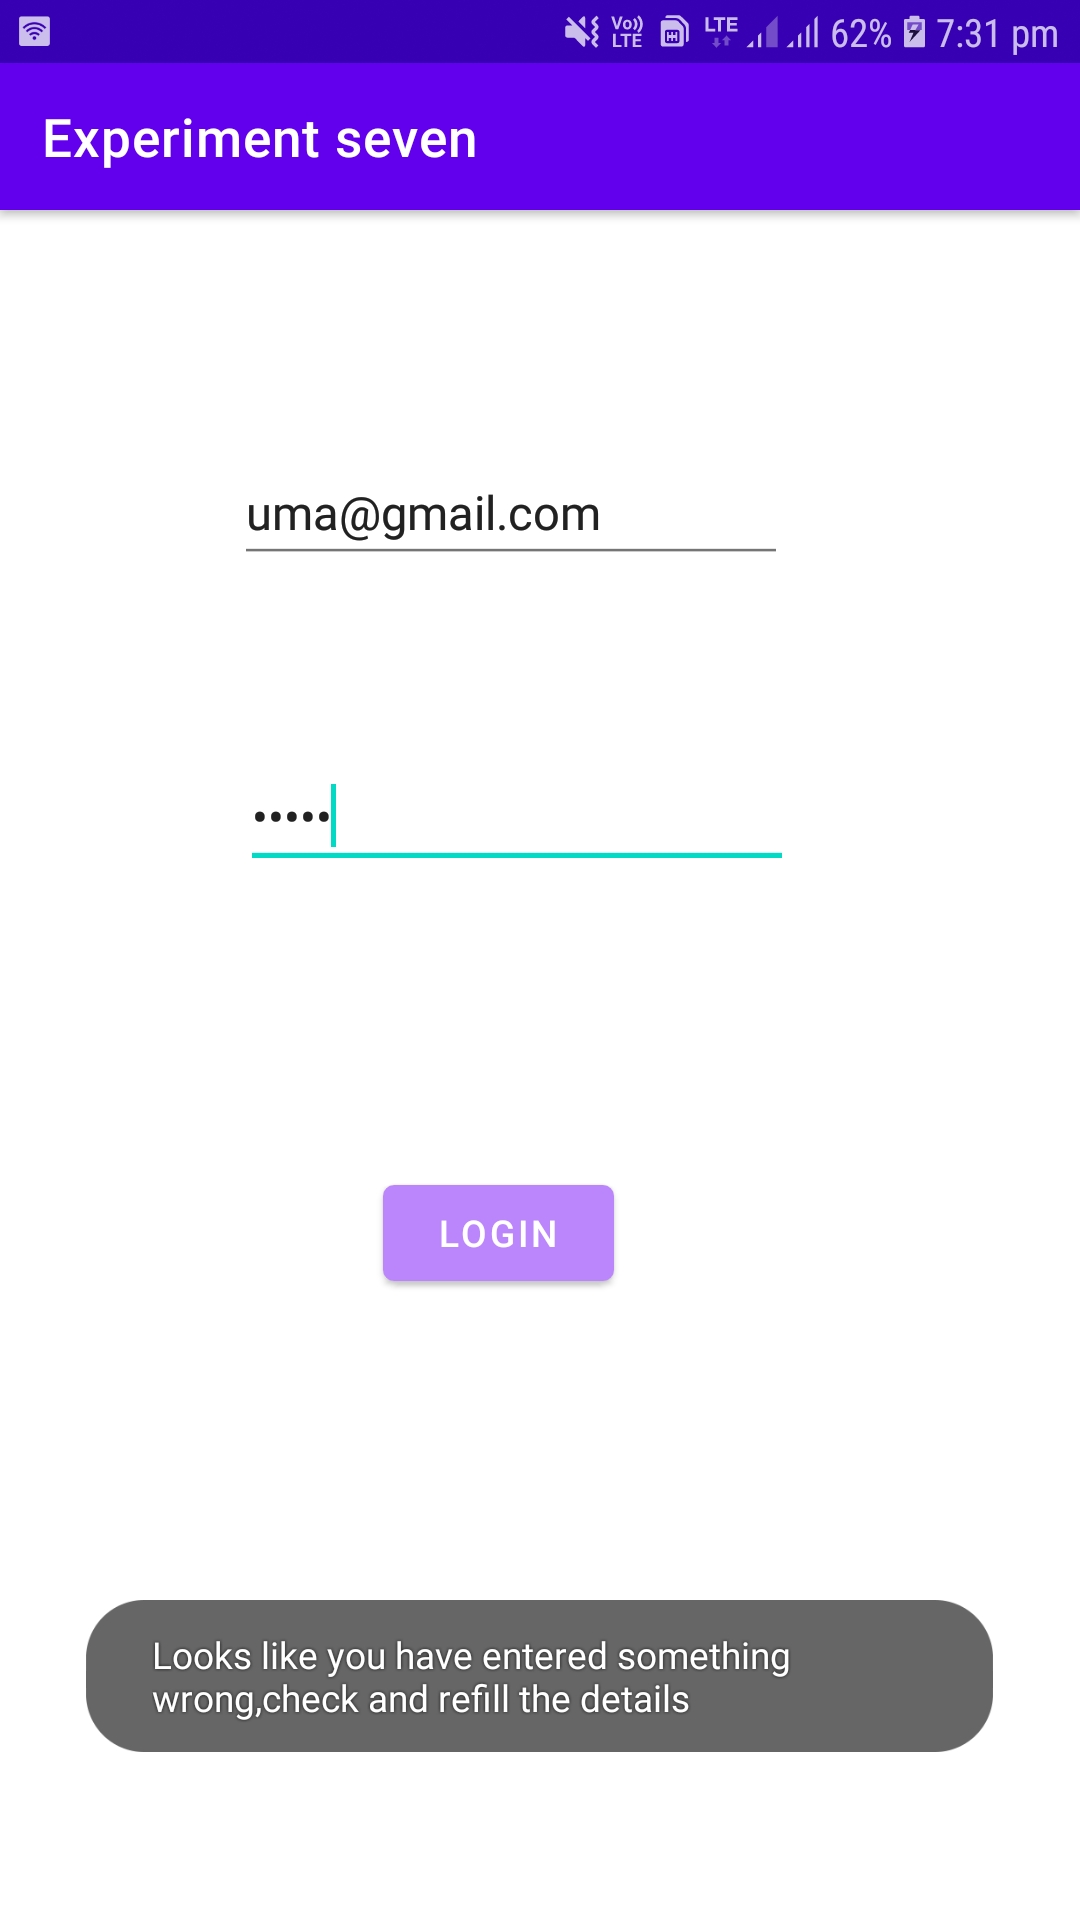 Vo)) LTE LTE 62% 7:31 pm
Experiment seven
uma@gmail.com
•••••
LOGIN
Looks like you have entered something
wrong,check and refill the details